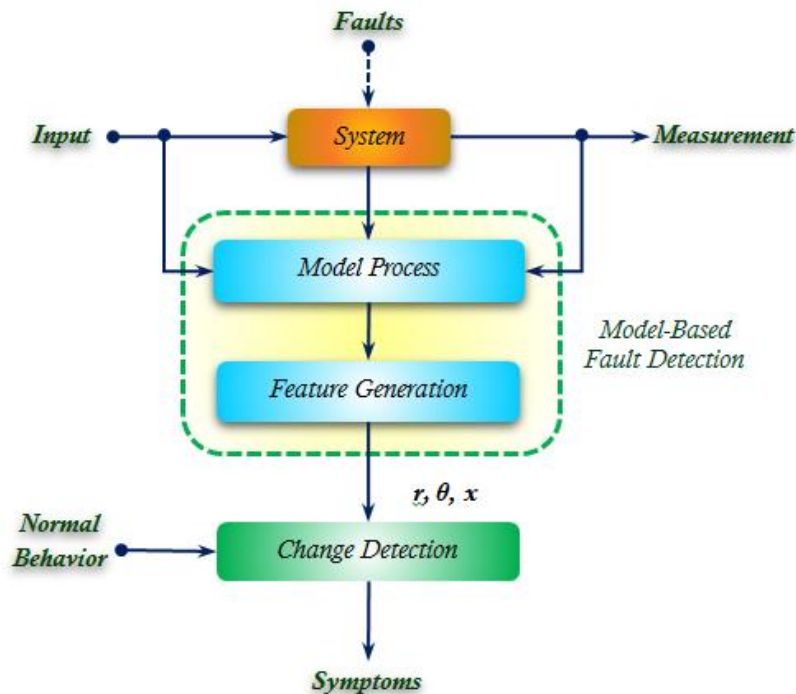 Faults
Input
System
Measurement
Model Process
Model-Based
Fault Detection
Feature Generation
r, θ, x
Normal
Behavior
Change Detection
Symptoms